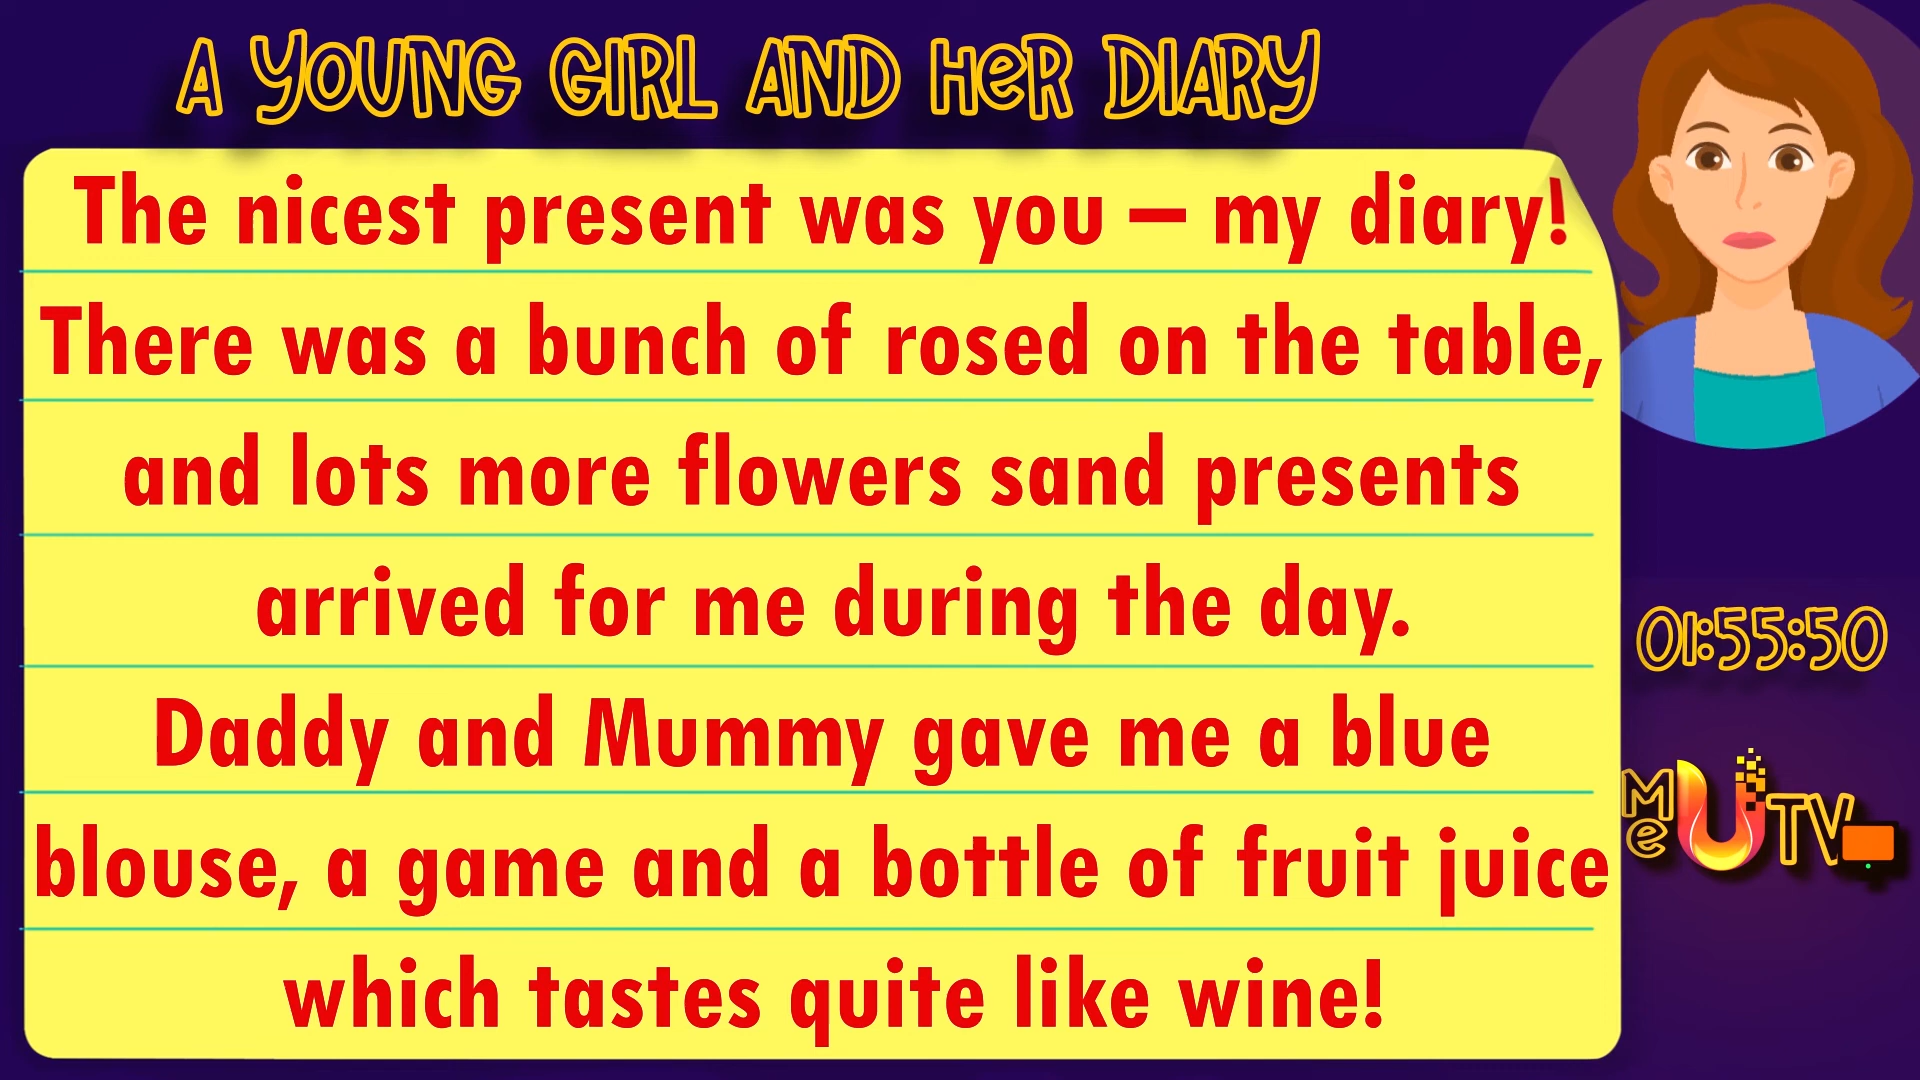 A YOUNG GIRL AND HeR DIARY
The nicest present was you – my diary!
There was a bunch of rosed on the table,
and lots more flowers sand presents
arrived for me during the day.
Daddy and Mummy gave me a blue
blouse, a game and a bottle of fruit juice
which tastes quite like wine!
01:55:50
Me U TV